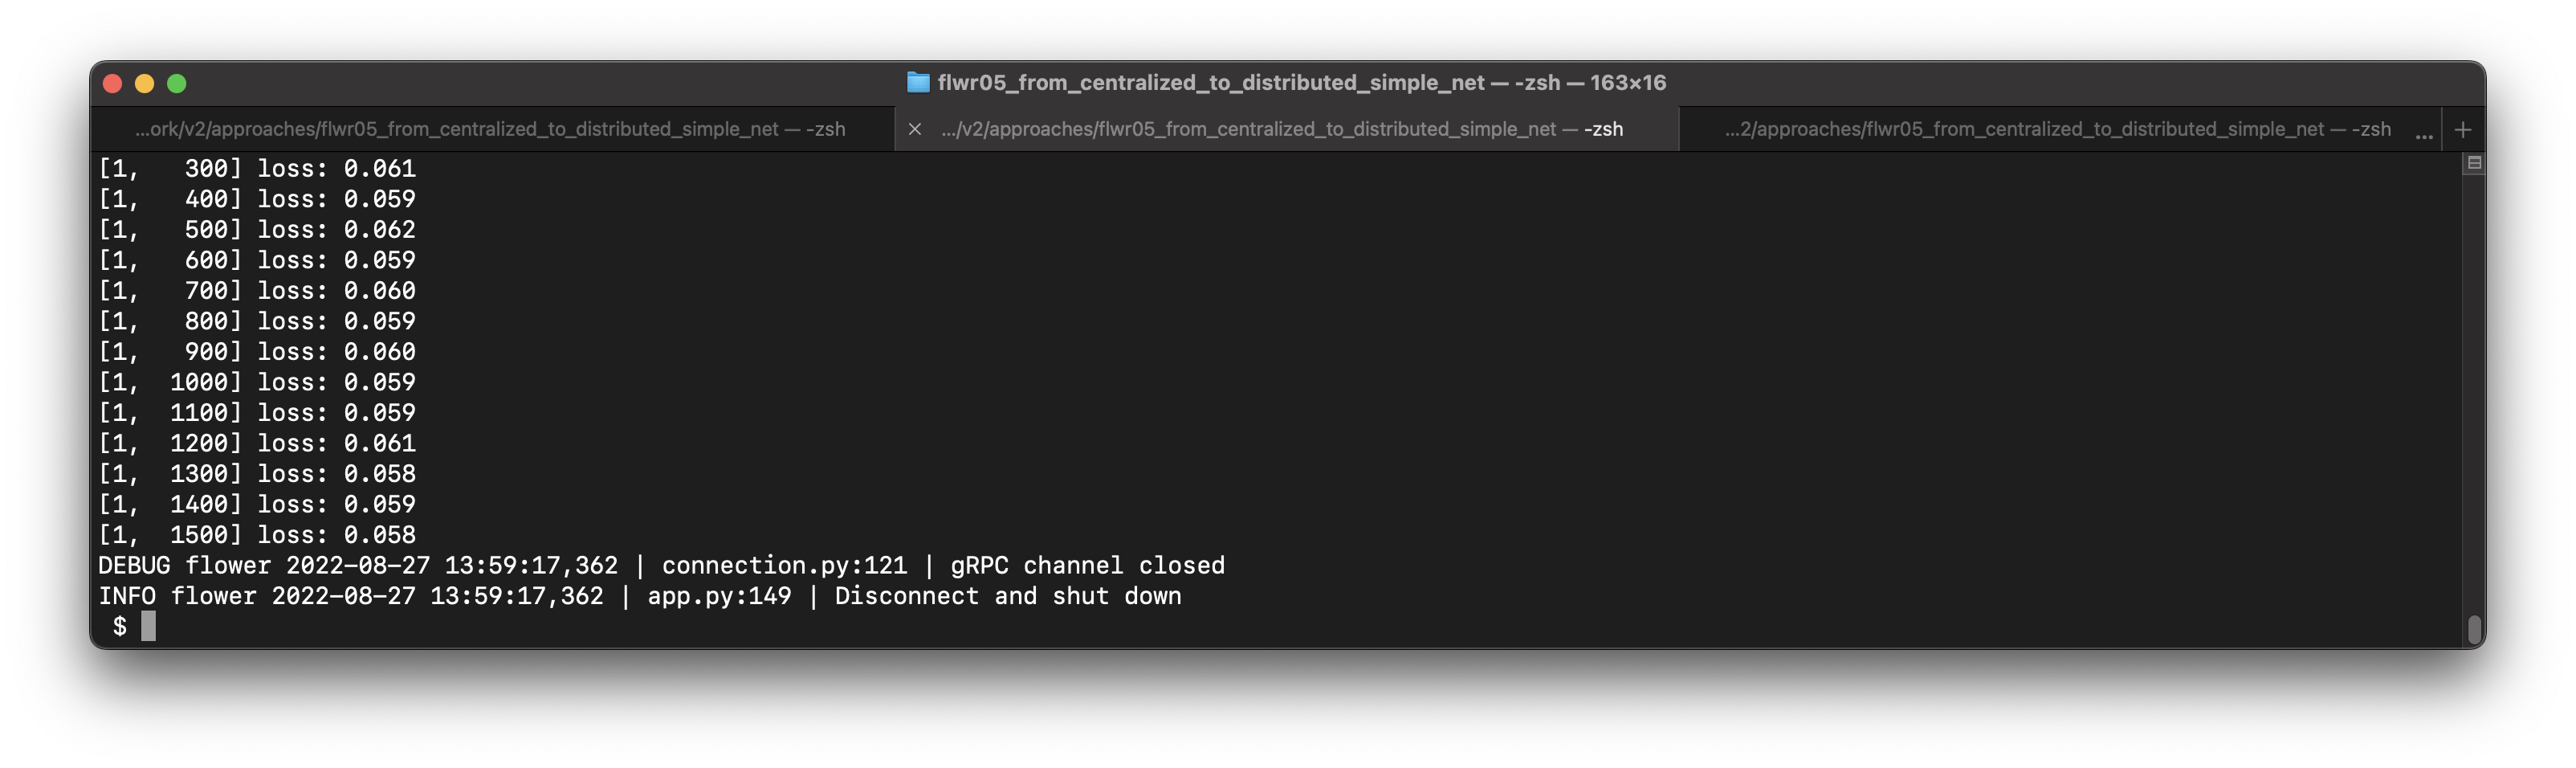 flwr05_from_centralized_to_distributed_simple_net — -zsh — 163×16
...ork/v2/approaches/flwr05_from_centralized_to_distributed_simple_net — -zsh
.../v2/approaches/flwr05_from_centralized_to_distributed_simple_net — -zsh
...2/approaches/flwr05_from_centralized_to_distributed_simple_net — -zsh ...
[1,   300] loss: 0.061
[1,   400] loss: 0.059
[1,   500] loss: 0.062
[1,   600] loss: 0.059
[1,   700] loss: 0.060
[1,   800] loss: 0.059
[1,   900] loss: 0.060
[1,  1000] loss: 0.059
[1,  1100] loss: 0.059
[1,  1200] loss: 0.061
[1,  1300] loss: 0.058
[1,  1400] loss: 0.059
[1,  1500] loss: 0.058
DEBUG flower 2022-08-27 13:59:17,362 | connection.py:121 | gRPC channel closed
INFO flower 2022-08-27 13:59:17,362 | app.py:149 | Disconnect and shut down
$